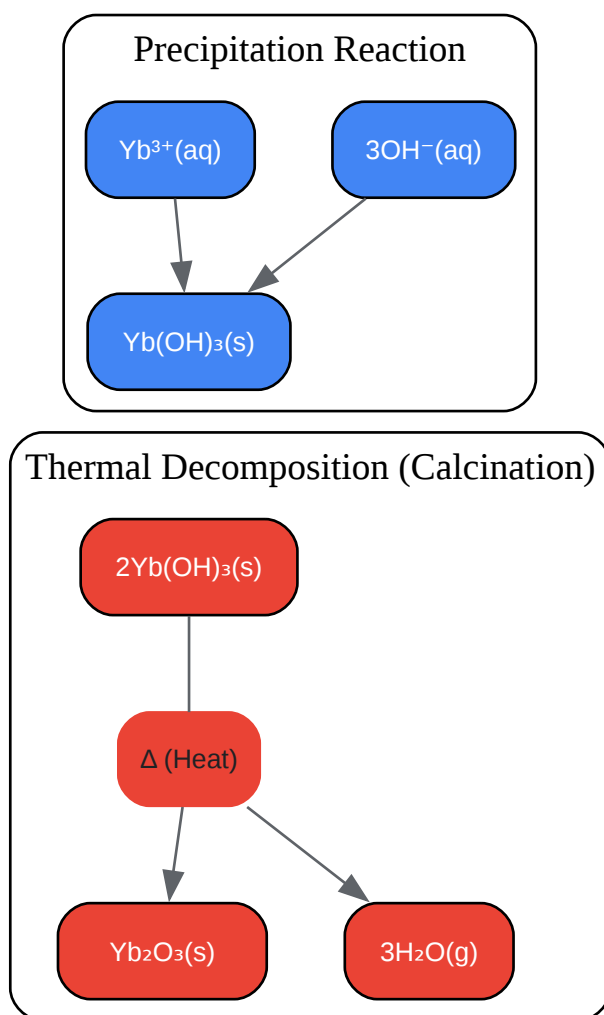 Precipitation Reaction
Yb³⁺(aq)
3OH⁻(aq)
Yb(OH)₃(s)
Thermal Decomposition (Calcination)
2Yb(OH)₃(s)
Δ (Heat)
Yb₂O₃(s)
3H₂O(g)